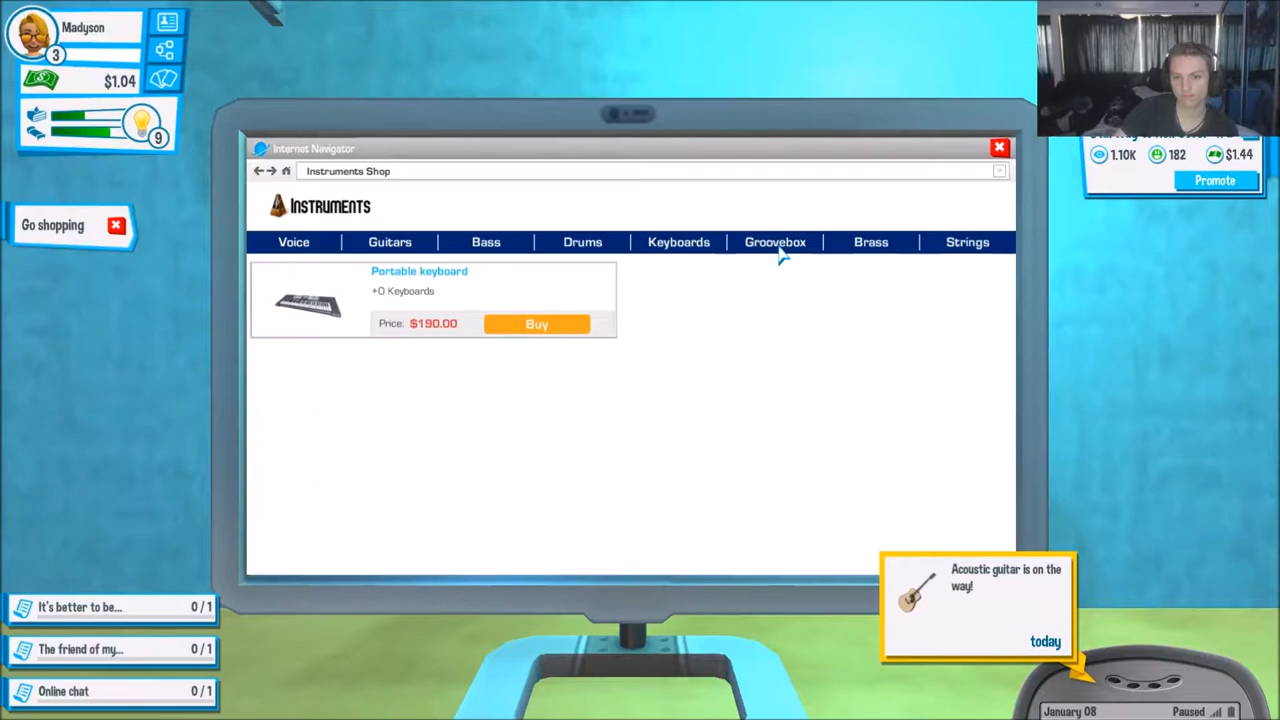 Madyson
3
$1.04
9
Go shopping
Internet Navigator
Instruments Shop
INSTRUMENTS
Voice
Guitars
Bass
Drums
Keyboards
Groovebox
Brass
Strings
Portable keyboard
+0 Keyboards
Price: $190.00
Buy
1.10K
182
$1.44
Promote
Acoustic guitar is on the
way!
today
It's better to be... 0 / 1
The friend of my... 0 / 1
Online chat 0 / 1
January 08
Paused